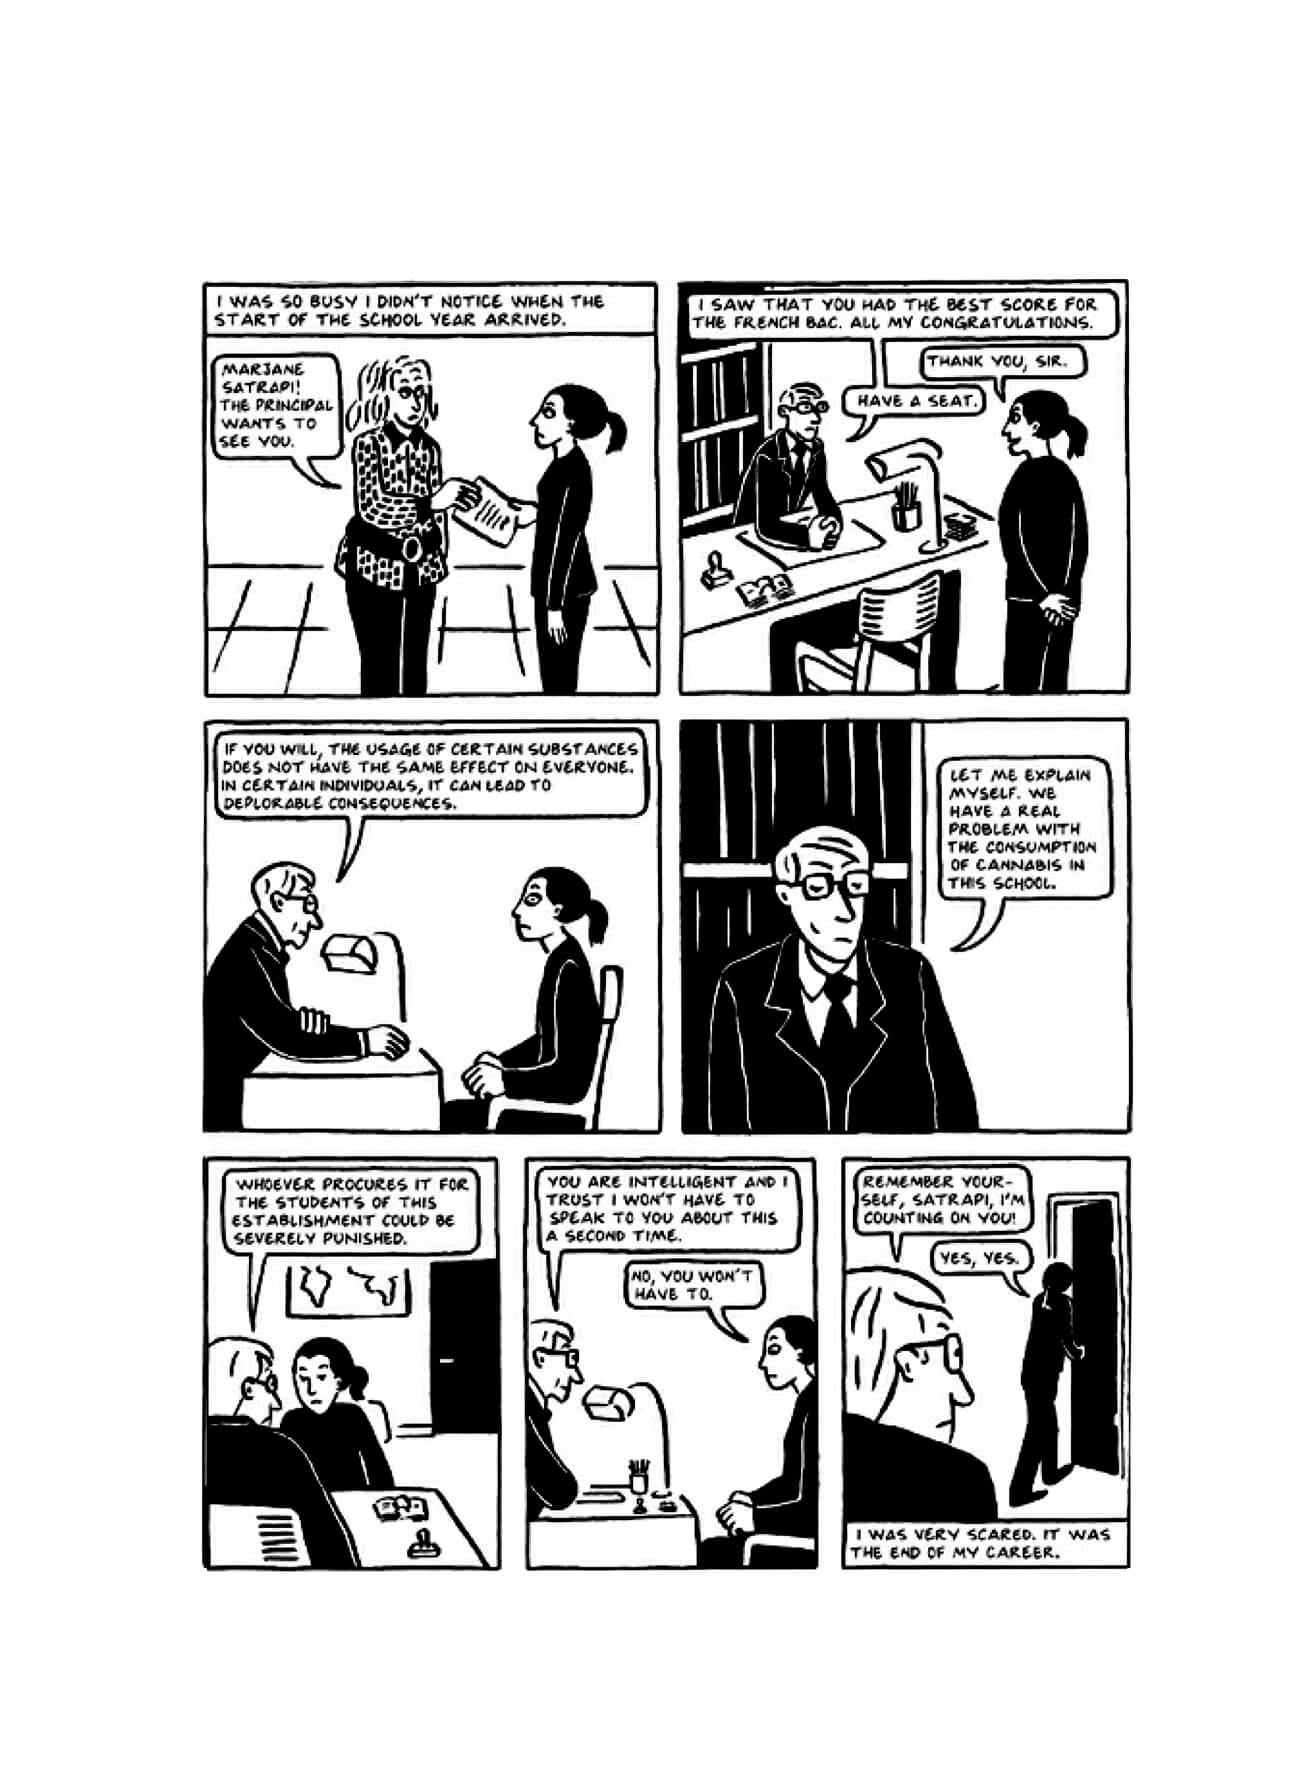 I WAS SO BUSY I DIDN'T NOTICE WHEN THE
START OF THE SCHOOL YEAR ARRIVED.
MARJANE
SATRAPI!
THE PRINCIPAL
WANTS TO
SEE YOU.
I SAW THAT YOU HAD THE BEST SCORE FOR
THE FRENCH BAC. ALL MY CONGRATULATIONS.
THANK YOU, SIR.
HAVE A SEAT.
IF YOU WILL, THE USAGE OF CERTAIN SUBSTANCES
DOES NOT HAVE THE SAME EFFECT ON EVERYONE.
IN CERTAIN INDIVIDUALS, IT CAN LEAD TO
DEPLORABLE CONSEQUENCES.
LET ME EXPLAIN
MYSELF. WE
HAVE A REAL
PROBLEM WITH
THE CONSUMPTION
OF CANNABIS IN
THIS SCHOOL.
WHOEVER PROCURES IT FOR
THE STUDENTS OF THIS
ESTABLISHMENT COULD BE
SEVERELY PUNISHED.
YOU ARE INTELLIGENT AND I
TRUST I WON'T HAVE TO
SPEAK TO YOU ABOUT THIS
A SECOND TIME.
NO, YOU WON'T
HAVE TO.
REMEMBER YOUR-
SELF, SATRAPI, I'M
COUNTING ON YOU!
YES, YES.
I WAS VERY SCARED. IT WAS
THE END OF MY CAREER.